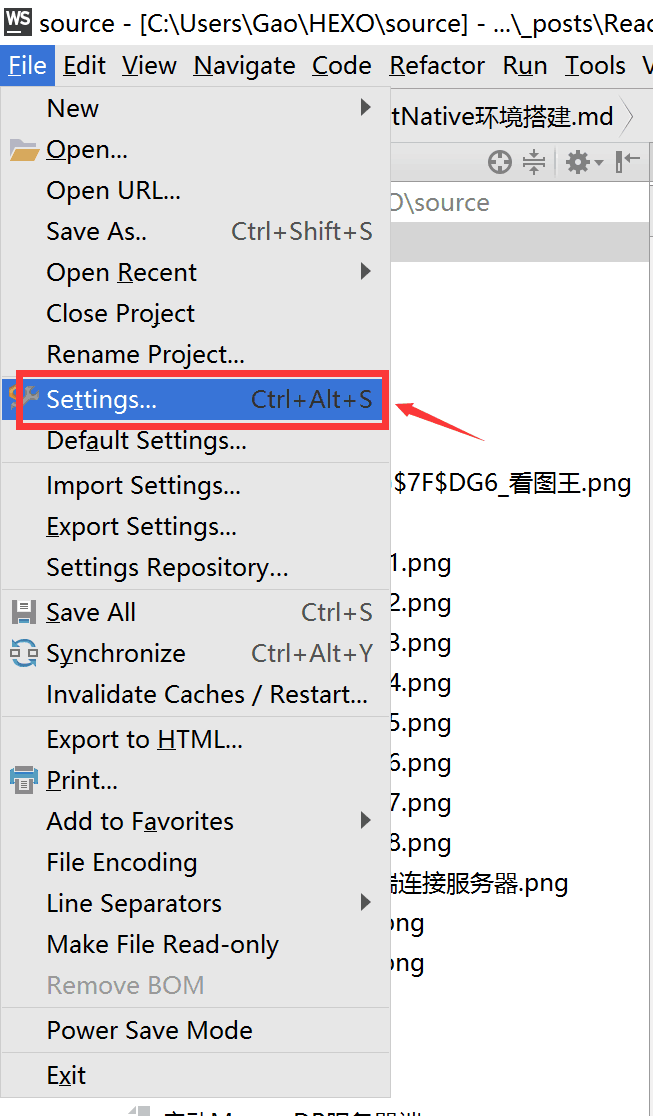 WS source - [C:\Users\Gao\HEXO\source] - ...\_posts\Reac
File Edit View Navigate Code Refactor Run Tools
New
tNative环境搭建.md
Open...
Open URL...
O\source
Save As.. Ctrl+Shift+S
Open Recent
Close Project
Rename Project...
Settings... Ctrl+Alt+S
Default Settings...
Import Settings...
$7F$DG6_看图王.png
Export Settings...
Settings Repository...
1.png
Save All Ctrl+S
2.png
Synchronize Ctrl+Alt+Y
3.png
Invalidate Caches / Restart...
4.png
5.png
Export to HTML...
6.png
Print...
7.png
Add to Favorites
8.png
File Encoding
端连接服务器.png
Line Separators
png
Make File Read-only
png
Remove BOM
Power Save Mode
Exit